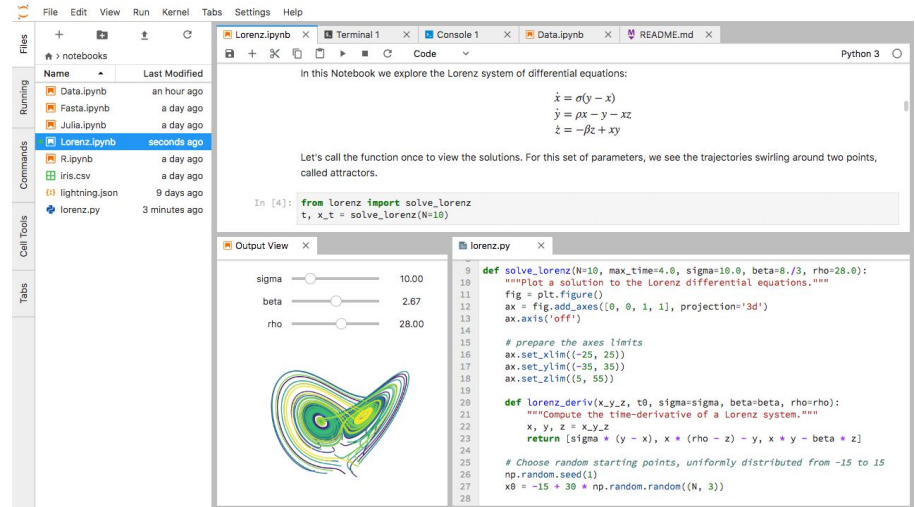 File Edit View Run Kernel Tabs Settings Help
Files
Running
Commands
Cell Tools
Tabs
> notebooks
Name Last Modified
Data.ipynb an hour ago
Fasta.ipynb a day ago
Julia.ipynb a day ago
Lorenz.ipynb seconds ago
R.ipynb a day ago
iris.csv a day ago
lightning.json 9 days ago
lorenz.py 3 minutes ago
Lorenz.ipynb Terminal 1 Console 1 Data.ipynb README.md
Code Python 3
In this Notebook we explore the Lorenz system of differential equations:
ẋ = σ(y − x)
ẏ = ρx − y − xz
ż = −βz + xy
Let's call the function once to view the solutions. For this set of parameters, we see the trajectories swirling around two points,
called attractors.
In [4]: from lorenz import solve_lorenz
t, x_t = solve_lorenz(N=10)
Output View
sigma 10.00
beta 2.67
rho 28.00
lorenz.py
9 def solve_lorenz(N=10, max_time=4.0, sigma=10.0, beta=8./3, rho=28.0):
10 """Plot a solution to the Lorenz differential equations."""
11 fig = plt.figure()
12 ax = fig.add_axes([0, 0, 1, 1], projection='3d')
13 ax.axis('off')
14
15 # prepare the axes limits
16 ax.set_xlim((-25, 25))
17 ax.set_ylim((-35, 35))
18 ax.set_zlim((5, 55))
19
20 def lorenz_deriv(x_y_z, t0, sigma=sigma, beta=beta, rho=rho):
21 """Compute the time-derivative of a Lorenz system."""
22 x, y, z = x_y_z
23 return [sigma * (y - x), x * (rho - z) - y, x * y - beta * z]
24
25 # Choose random starting points, uniformly distributed from -15 to 15
26 np.random.seed(1)
27 x0 = -15 + 30 * np.random.random((N, 3))
28